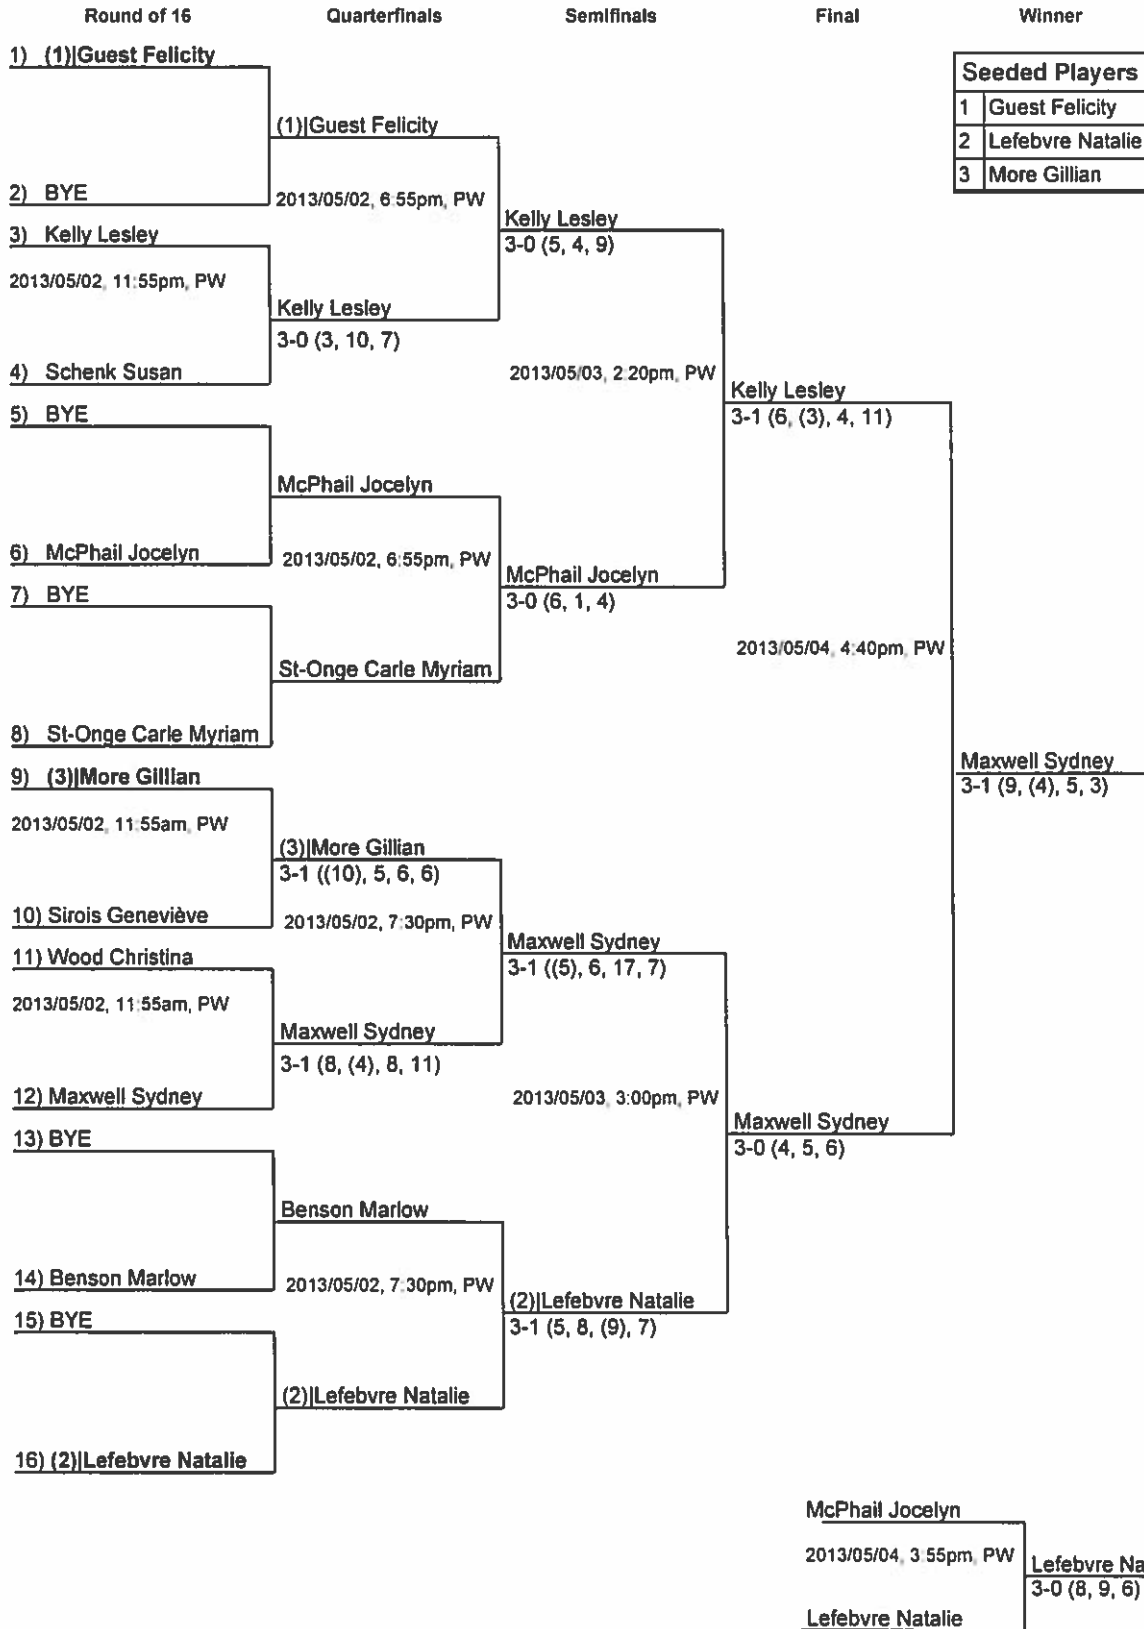 Round of 16 Quarterfinals Semifinals Final Winner
1) (1)|Guest Felicity
Seeded Players
1 Guest Felicity
2 Lefebvre Natalie
3 More Gillian
(1)|Guest Felicity
2) BYE
2013/05/02, 6:55pm, PW
Kelly Lesley
3-0 (5, 4, 9)
3) Kelly Lesley
2013/05/02, 11:55pm, PW
Kelly Lesley
3-0 (3, 10, 7)
4) Schenk Susan
2013/05/03, 2:20pm, PW
Kelly Lesley
3-1 (6, (3), 4, 11)
5) BYE
McPhail Jocelyn
6) McPhail Jocelyn
2013/05/02, 6:55pm, PW
McPhail Jocelyn
3-0 (6, 1, 4)
7) BYE
2013/05/04, 4:40pm, PW
St-Onge Carle Myriam
8) St-Onge Carle Myriam
Maxwell Sydney
3-1 (9, (4), 5, 3)
9) (3)|More Gillian
2013/05/02, 11:55am, PW
(3)|More Gillian
3-1 ((10), 5, 6, 6)
10) Sirois Geneviève
2013/05/02, 7:30pm, PW
Maxwell Sydney
3-1 ((5), 6, 17, 7)
11) Wood Christina
2013/05/02, 11:55am, PW
Maxwell Sydney
3-1 (8, (4), 8, 11)
12) Maxwell Sydney
2013/05/03, 3:00pm, PW
Maxwell Sydney
3-0 (4, 5, 6)
13) BYE
Benson Marlow
14) Benson Marlow
2013/05/02, 7:30pm, PW
(2)|Lefebvre Natalie
3-1 (5, 8, (9), 7)
15) BYE
(2)|Lefebvre Natalie
16) (2)|Lefebvre Natalie
McPhail Jocelyn
2013/05/04, 3:55pm, PW
Lefebvre Na
3-0 (8, 9, 6)
Lefebvre Natalie